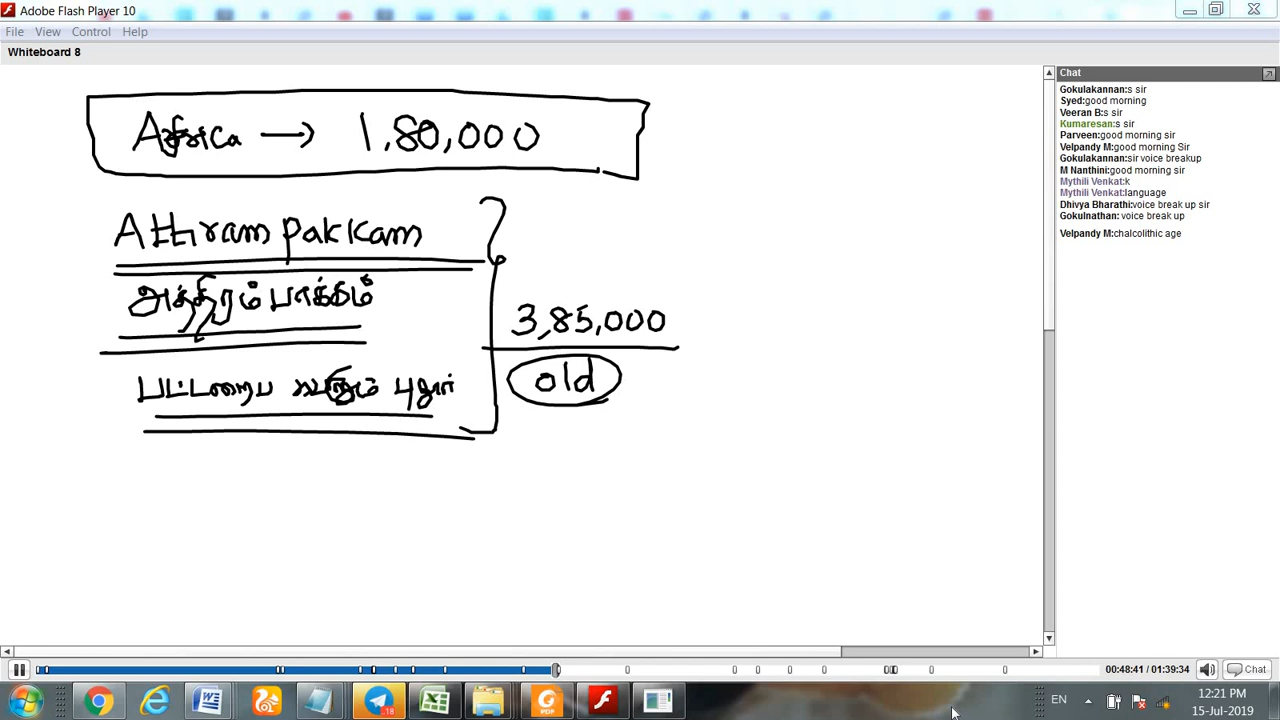 Adobe Flash Player 10
File View Control Help
Whiteboard 8
Africa → 1,80,000
Athrampakkam
அத்திரம்பாக்கம்
3,85,000
old
Chat
Gokulakannan:s sir
Syed:good morning
Veeran B:s sir
Kumaresan:s sir
Parveen:good morning sir
Velpandy M:good morning Sir
Gokulakannan:sir voice breakup
M Nanthini:good morning sir
Mythili Venkat:k
Mythili Venkat:language
Dhivya Bharathi:voice break up sir
Gokulnathan: voice break up
Velpandy M:chalcolithic age
00:48:41 / 01:39:34
Chat
18
PDF
EN
12:21 PM
15-Jul-2019